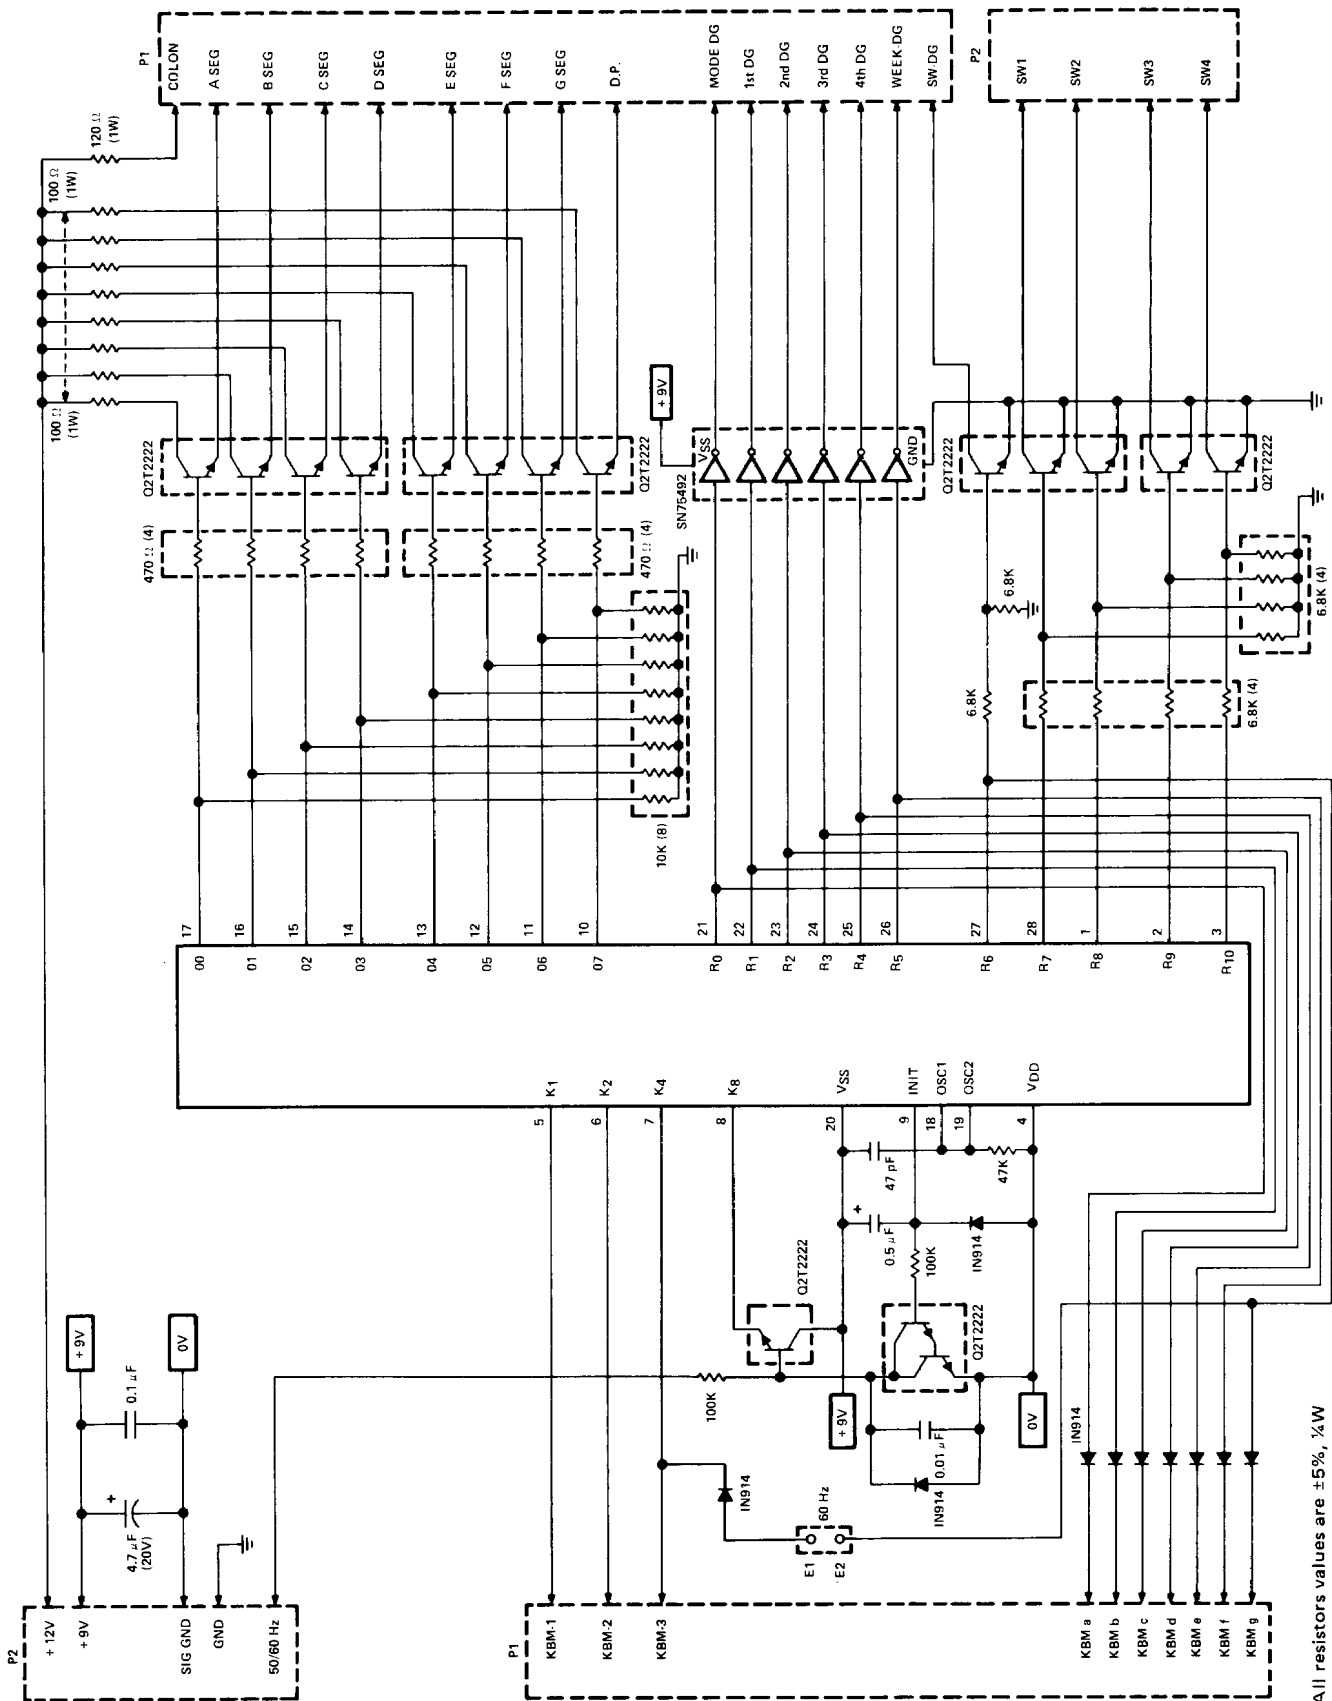 P1
COLON
A SEG
B SEG
C SEG
D SEG
E SEG
F SEG
G SEG
D.P.
MODE DG
1st DG
2nd DG
3rd DG
4th DG
WEEK-DG
SW-DG
P2
SW1
SW2
SW3
SW4
120 Ω
(1W)
100 Ω
(1W)
100 Ω
(1W)
Q2T2222
Q2T2222
+ 9V
VSS
GND
SN75492
Q2T2222
Q2T2222
470 Ω (4)
470 Ω (4)
10K (8)
6.8K
6.8K
6.8K (4)
6.8K (4)
17
16
15
14
13
12
11
10
21
22
23
24
25
26
27
28
1
2
3
00
01
02
03
04
05
06
07
R0
R1
R2
R3
R4
R5
R6
R7
R8
R9
R10
K1
K2
K4
K8
VSS
INIT
OSC1
OSC2
VDD
5
6
7
8
20
9
18
19
4
47 pF
47K
+
0.5 μF
100K
IN914
Q2T2222
Q2T2222
100K
+ 9V
0V
0.01 μF
IN914
IN914
60 Hz
E1
E2
IN914
+ 9V
0V
0.1 μF
+
4.7 μF
(20V)
P2
+ 12V
+ 9V
SIG GND
GND
50/60 Hz
P1
KBM-1
KBM-2
KBM-3
KBM a
KBM b
KBM c
KBM d
KBM e
KBM f
KBM g
All resistors values are ±5%, ¼W